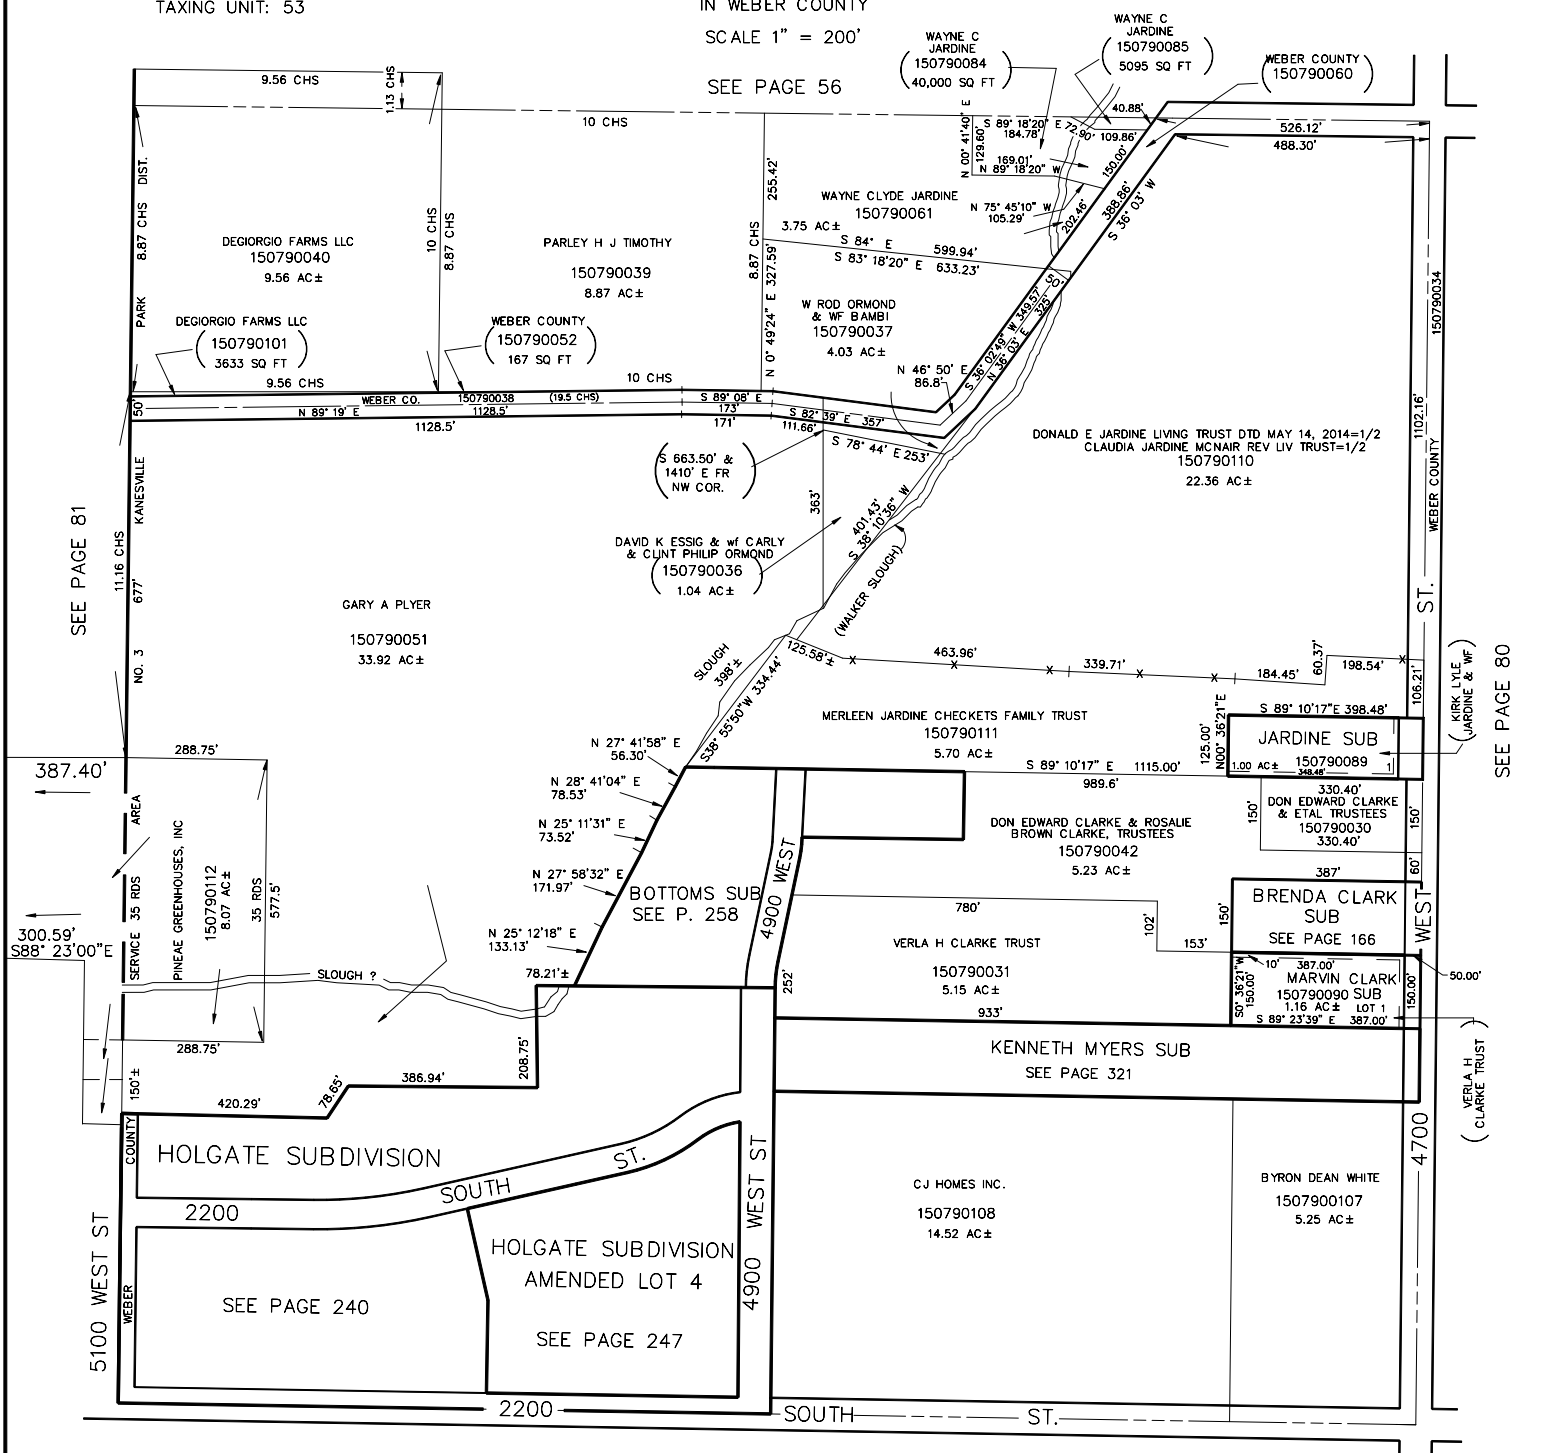 TAXING UNIT: 53
IN WEBER COUNTY
SCALE 1" = 200'
SEE PAGE 56
WAYNE C
JARDINE
150790084
40,000 SQ FT
WAYNE C
JARDINE
150790085
5095 SQ FT
WEBER COUNTY
150790060
9.56 CHS
1.13 CHS
10 CHS
40.88'
526.12'
488.30'
N 00° 41'40" E
129.60'
S 89° 18'20" E
184.78'
72.90'
109.86'
169.01'
N 89° 18'20" W
150.00'
N 75° 45'10" W
105.29'
202.46'
388.86'
S 36° 03' W
8.87 CHS
PARK DIST.
10 CHS
8.87 CHS
255.42'
8.87 CHS
N 0° 49'24" E 327.59'
WAYNE CLYDE JARDINE
150790061
3.75 AC±
S 84° E 599.94'
S 83° 18'20" E 633.23'
DEGIORGIO FARMS LLC
150790040
9.56 AC±
PARLEY H J TIMOTHY
150790039
8.87 AC±
W ROD ORMOND
& WF BAMBI
150790037
4.03 AC±
50'
S 36° 02'49" W 349.57'
N 36° 03' E 325'
N 46° 50' E
86.8'
DEGIORGIO FARMS LLC
150790101
3633 SQ FT
WEBER COUNTY
150790052
167 SQ FT
9.56 CHS
10 CHS
50'
WEBER CO.
150790038
(19.5 CHS)
N 89° 19' E
1128.5'
1128.5'
S 89° 08' E
173'
171'
S 82° 39' E 357'
111.66'
S 78° 44' E 253'
S 663.50' &
1410' E FR
NW COR.
363'
401.43'
S 38° 10'36" W
(WALKER SLOUGH)
DONALD E JARDINE LIVING TRUST DTD MAY 14, 2014=1/2
CLAUDIA JARDINE MCNAIR REV LIV TRUST=1/2
150790110
22.36 AC±
150790034
1102.16'
WEBER COUNTY
ST.
DAVID K ESSIG & wf CARLY
& CLINT PHILIP ORMOND
150790036
1.04 AC±
SEE PAGE 81
11.16 CHS
NO. 3 677' KANESVILLE
GARY A PLYER
150790051
33.92 AC±
SLOUGH
398'±
125.58'±
S38° 55'50"W 334.44'
463.96'
339.71'
184.45'
60.37'
198.54'
106.21'
KIRK LYLE
JARDINE & WF
SEE PAGE 80
MERLEEN JARDINE CHECKETS FAMILY TRUST
150790111
5.70 AC±
S 89° 10'17" E 1115.00'
989.6'
N00° 36'21"E
125.00'
S 89° 10'17"E 398.48'
JARDINE SUB
1.00 AC±
150790089
348.48'
1
387.40'
288.75'
N 27° 41'58" E
56.30'
N 28° 41'04" E
78.53'
N 25° 11'31" E
73.52'
N 27° 58'32" E
171.97'
N 25° 12'18" E
133.13'
78.21'±
BOTTOMS SUB
SEE P. 258
4900 WEST
DON EDWARD CLARKE & ROSALIE
BROWN CLARKE, TRUSTEES
150790042
5.23 AC±
330.40'
DON EDWARD CLARKE
& ETAL TRUSTEES
150790030
330.40'
150'
150'
60'
387'
BRENDA CLARK
SUB
SEE PAGE 166
150'
WEST
SERVICE AREA
35 RDS
PINEAE GREENHOUSES, INC
150790112
8.07 AC±
35 RDS
577.5'
300.59'
S88° 23'00"E
SLOUGH ?
288.75'
150'±
780'
102'
153'
VERLA H CLARKE TRUST
150790031
5.15 AC±
252'
933'
10'
387.00'
50.00'
MARVIN CLARK
150790090 SUB
1.16 AC± LOT 1
S 89° 23'39" E 387.00'
S0° 36'21"W
150.00'
150.00'
VERLA H
CLARKE TRUST
KENNETH MYERS SUB
SEE PAGE 321
208.75'
386.94'
78.65'
420.29'
WEBER COUNTY
HOLGATE SUBDIVISION
2200 SOUTH ST.
4900 WEST ST
4700
CJ HOMES INC.
150790108
14.52 AC±
BYRON DEAN WHITE
1507900107
5.25 AC±
5100 WEST ST
HOLGATE SUBDIVISION
AMENDED LOT 4
SEE PAGE 247
SEE PAGE 240
2200 SOUTH ST.